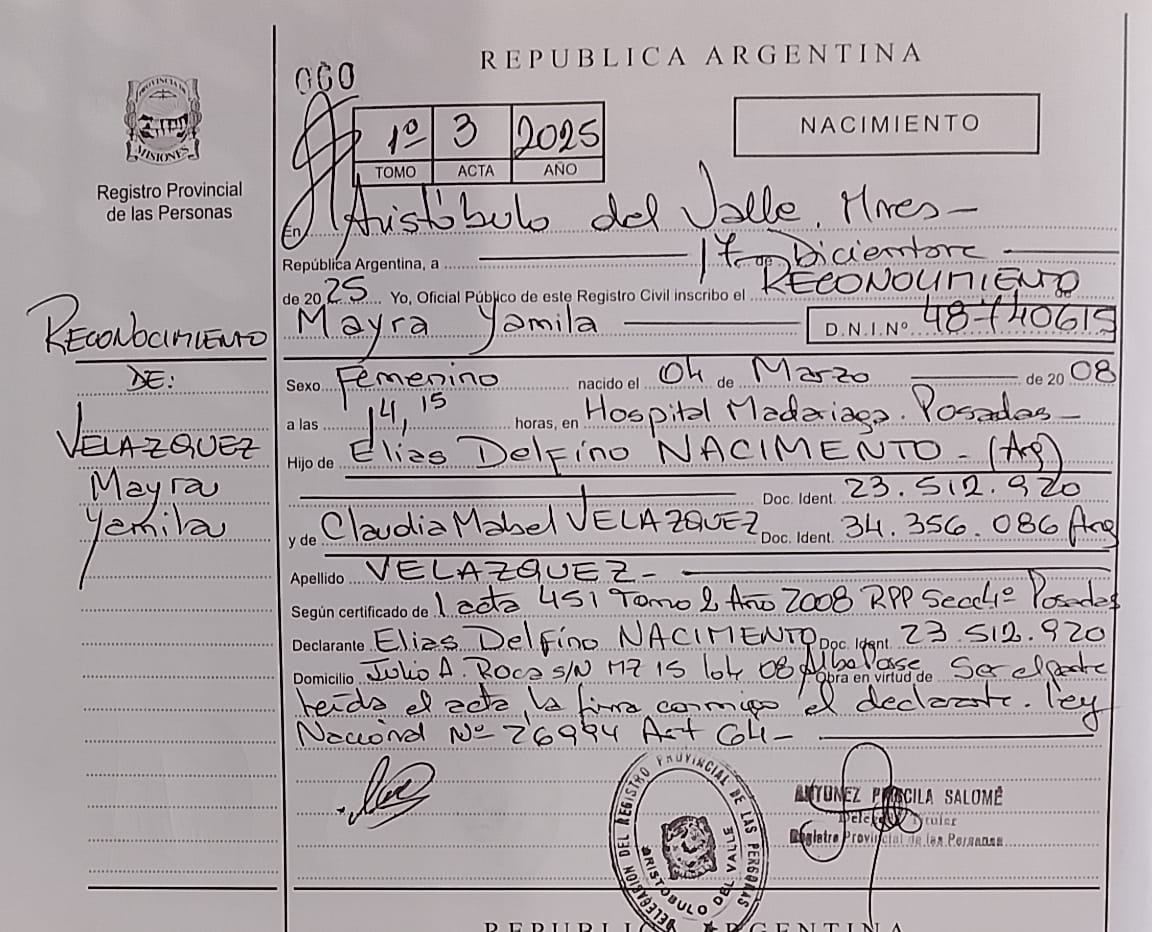 REPUBLICA ARGENTINA
000
PROVINCIA DE
MISIONES
Registro Provincial
de las Personas
1º 3 2025
TOMO ACTA AÑO
NACIMIENTO
En Aristóbulo del Valle, Mnes-
República Argentina, a 17 de Diciembre
de 2025 Yo, Oficial Público de este Registro Civil inscribo el RECONOCIMIENTO de
Mayra Yamila D.N.I. Nº 48740615
Sexo Femenino nacido el 04 de Marzo de 2008
a las 14,15 horas, en Hospital Madariaga. Posadas-
Hijo de Elias Delfino NACIMENTO - (Arg)
Doc. Ident. 23.512.920
y de Claudia Mabel VELAZQUEZ Doc. Ident. 34.356.086 Arg
Apellido VELAZQUEZ-
Según certificado de acta 451 Tomo 2 Año 2008 RPP Secc 4º Posadas
Declarante Elias Delfino NACIMENTO Doc. Ident. 23.512.920
Domicilio Julio A. Roca S/N MZ 15 lote 08 Obra en virtud de Ser el padre
leída el acta la firma conmigo el declarante. ley
Nacional Nº 26994 Art 64-
RECONOCIMIENTO
DE:
VELAZQUEZ
Mayra
Yamila
DELEGACION DEL REGISTRO PROVINCIAL DE LAS PERSONAS
ARISTOBULO DEL VALLE
ANTUNEZ PRISCILA SALOMÉ
Registro Provincial de las Personas
REPUBLICA ARGENTINA